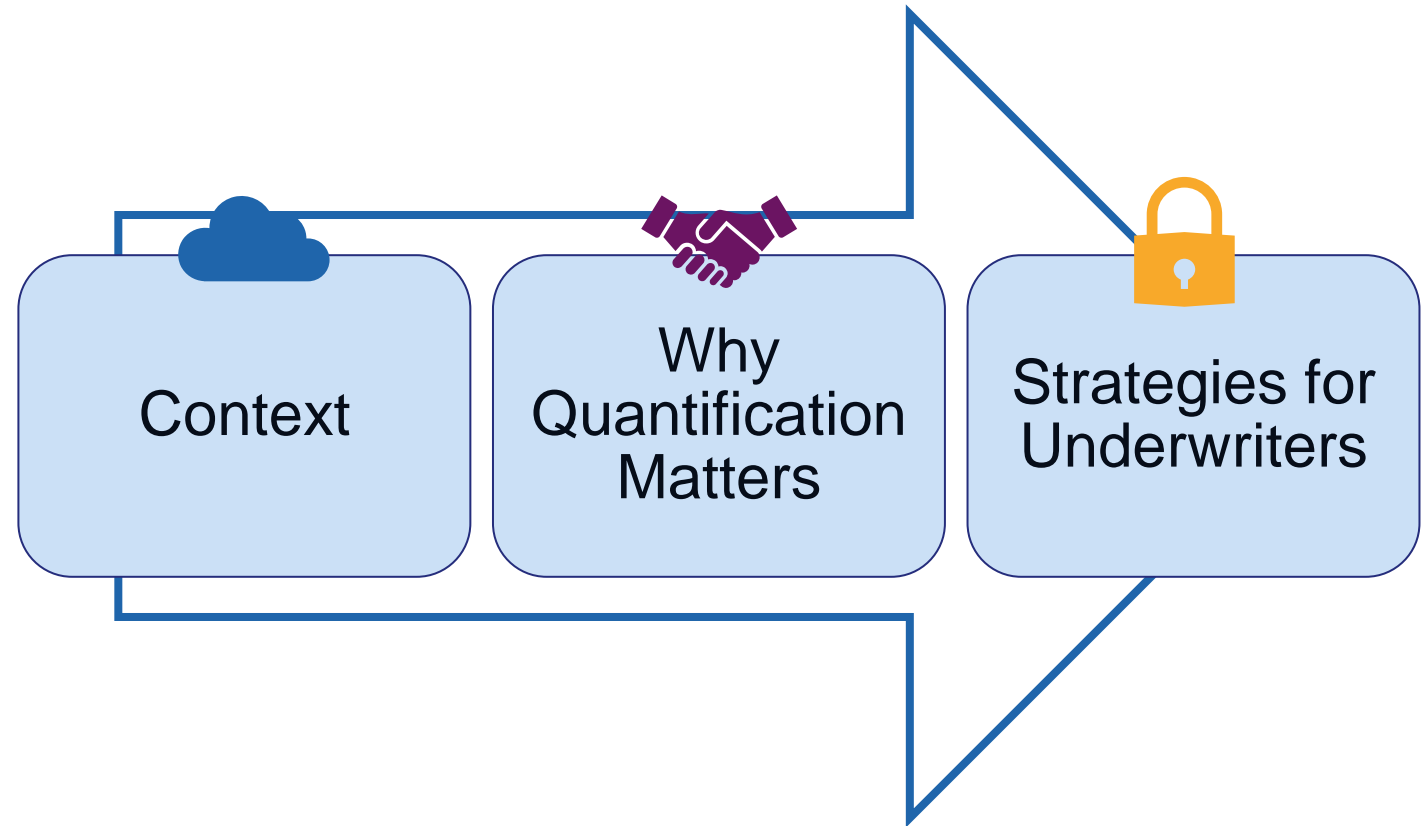 Context
Why
Quantification
Matters
Strategies for
Underwriters